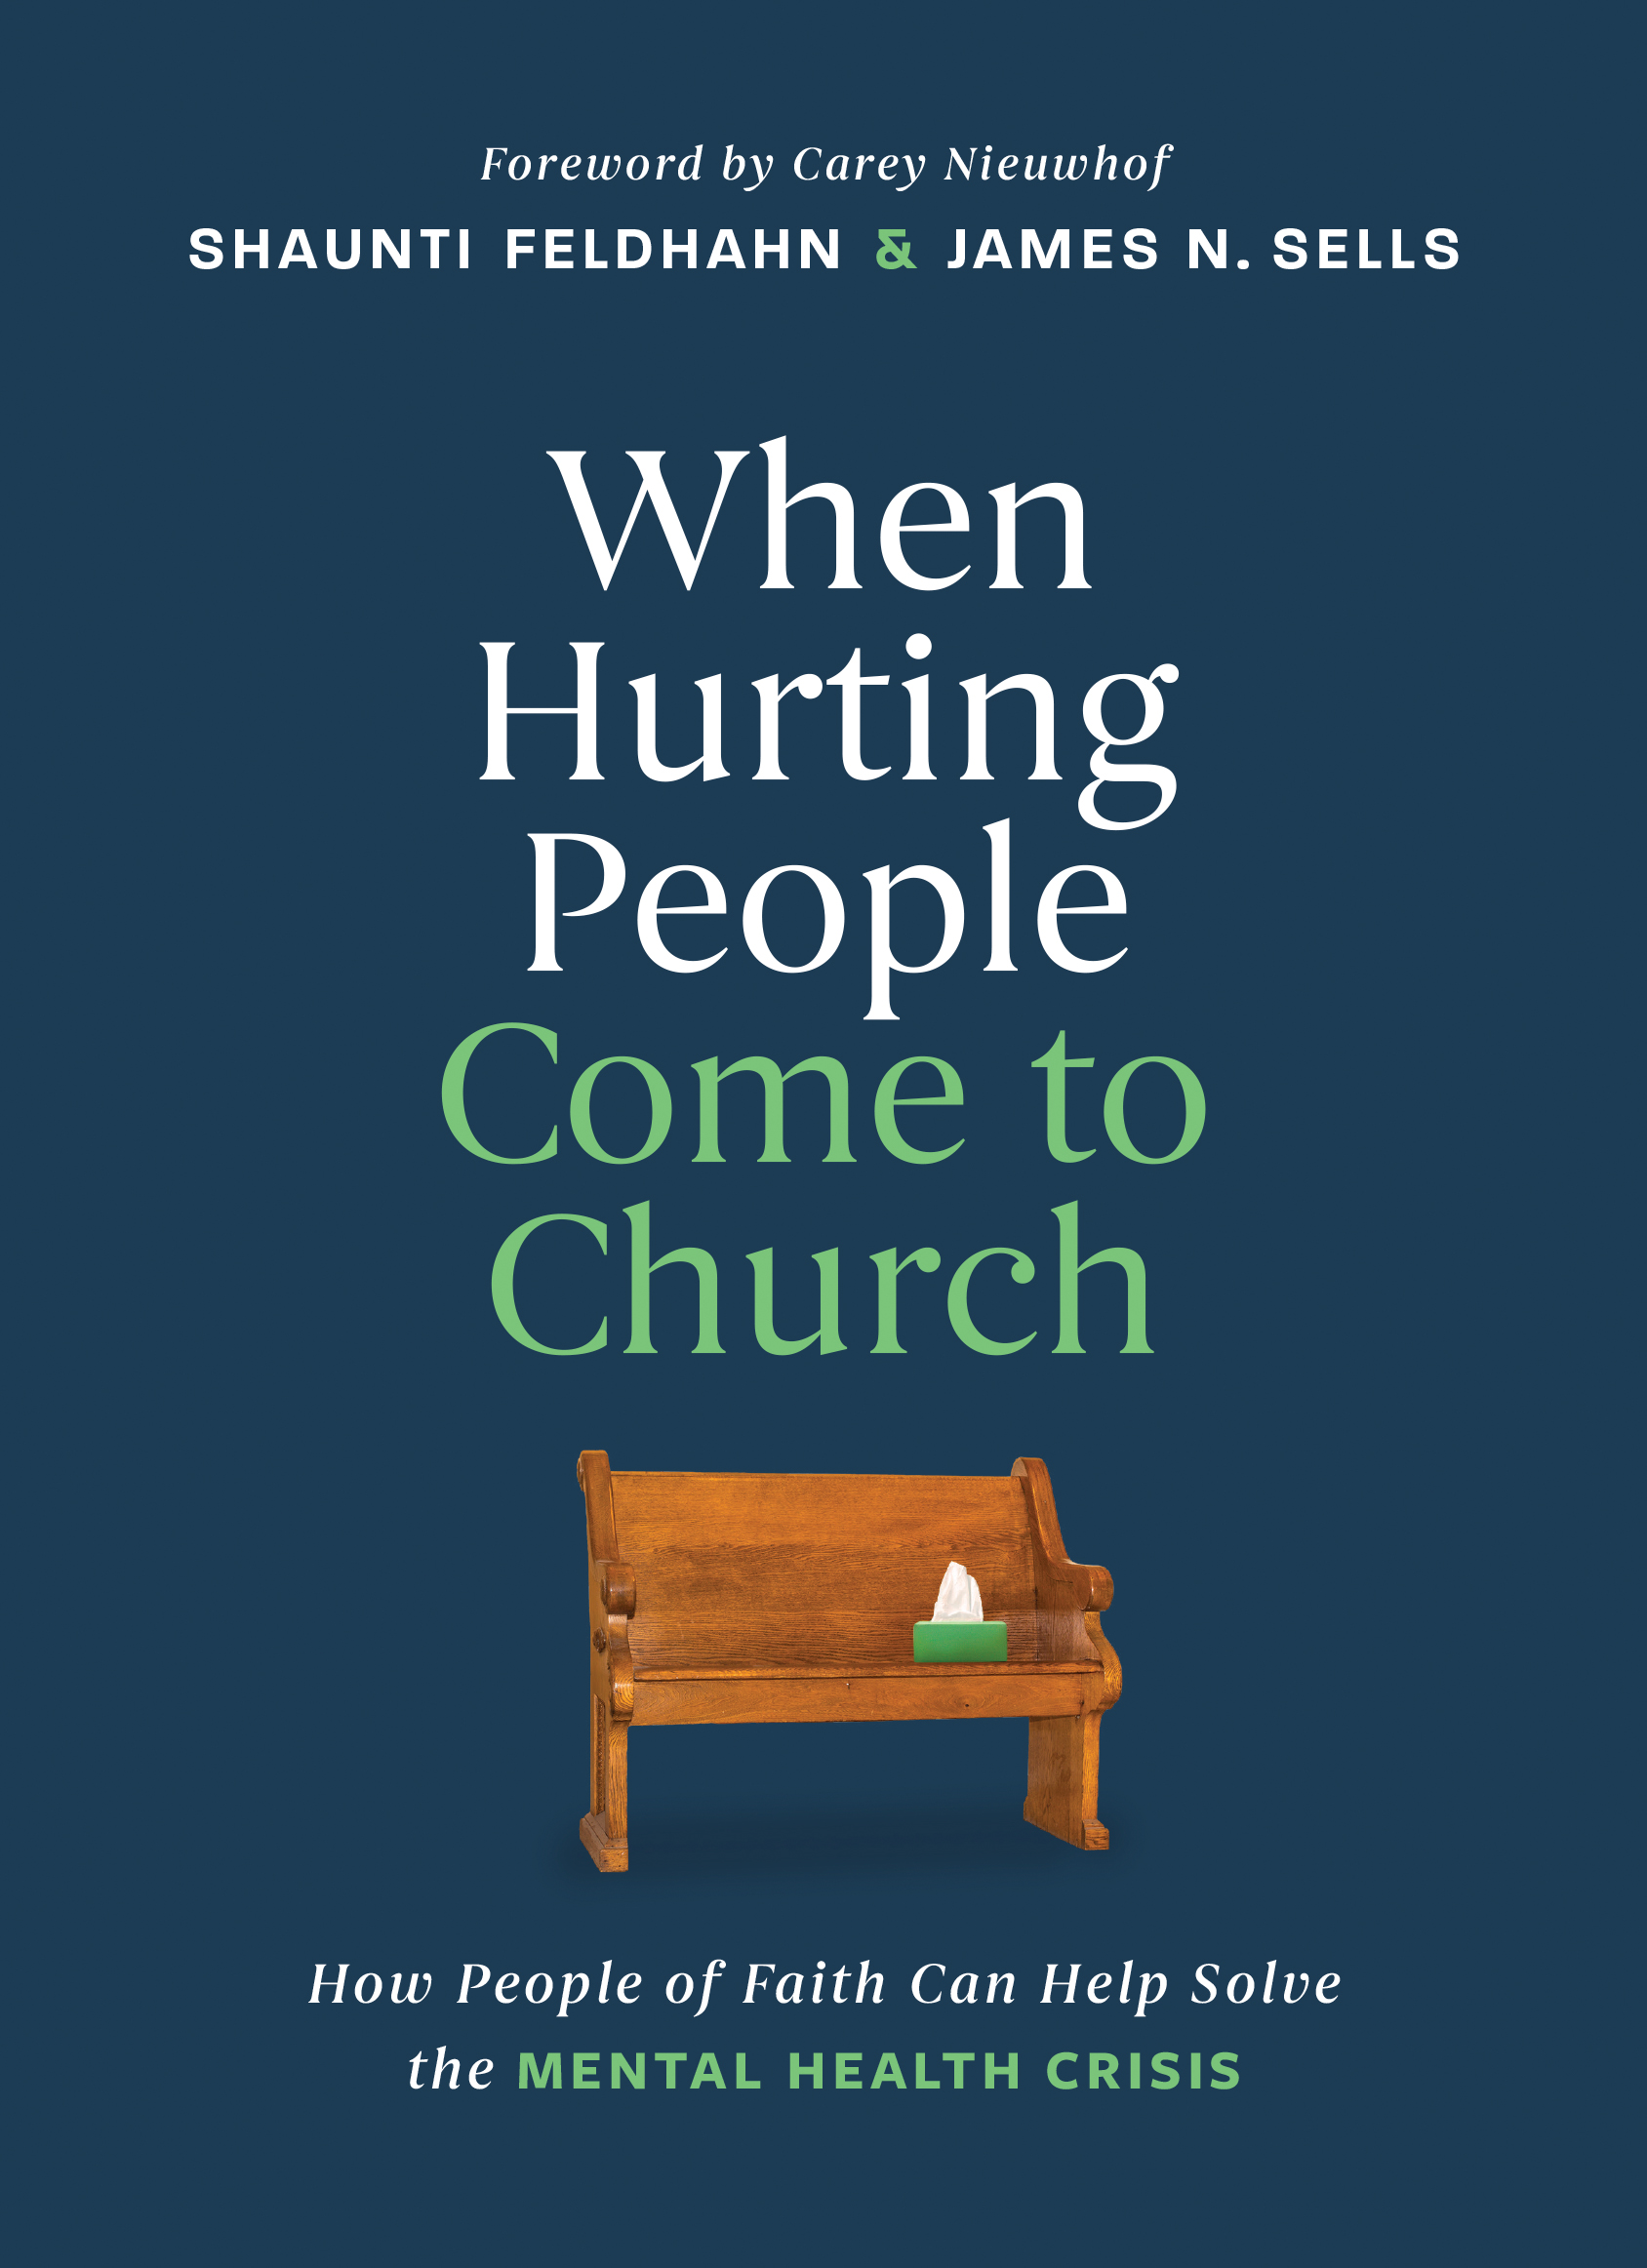 Foreword by Carey Nieuwhof
SHAUNTI FELDHAHN & JAMES N. SELLS
When
Hurting
People
Come to
Church
How People of Faith Can Help Solve
the MENTAL HEALTH CRISIS